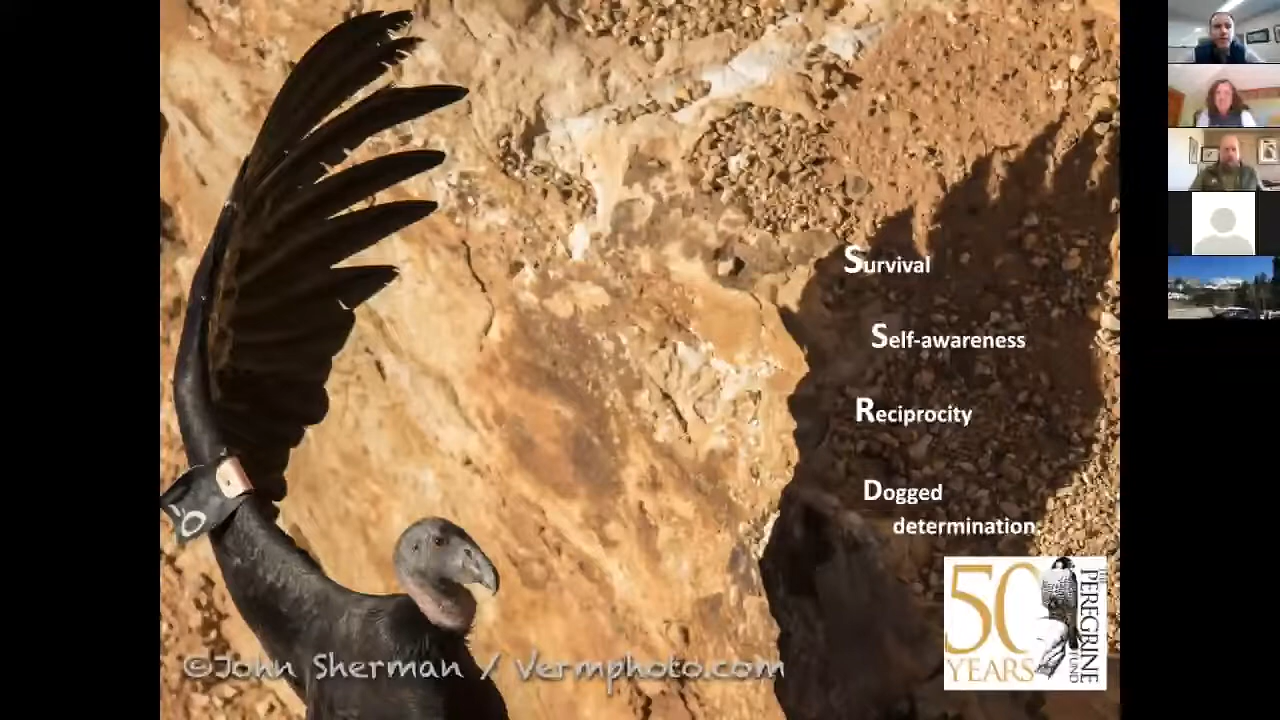 Survival
Self-awareness
Reciprocity
Dogged
determination
50
YEARS
THE
PEREGRINE
FUND
©John Sherman / Vermphoto.com